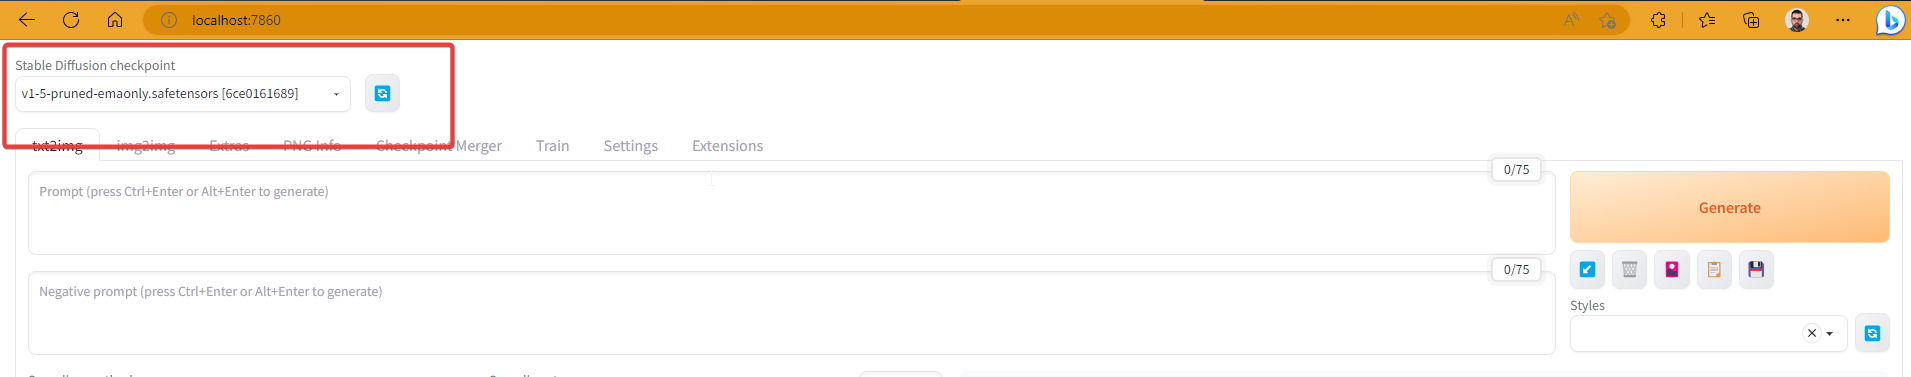 localhost:7860
Stable Diffusion checkpoint
v1-5-pruned-emaonly.safetensors [6ce0161689]
txt2img img2img Extras PNG Info Checkpoint Merger Train Settings Extensions
0/75
Prompt (press Ctrl+Enter or Alt+Enter to generate)
Generate
0/75
Negative prompt (press Ctrl+Enter or Alt+Enter to generate)
Styles